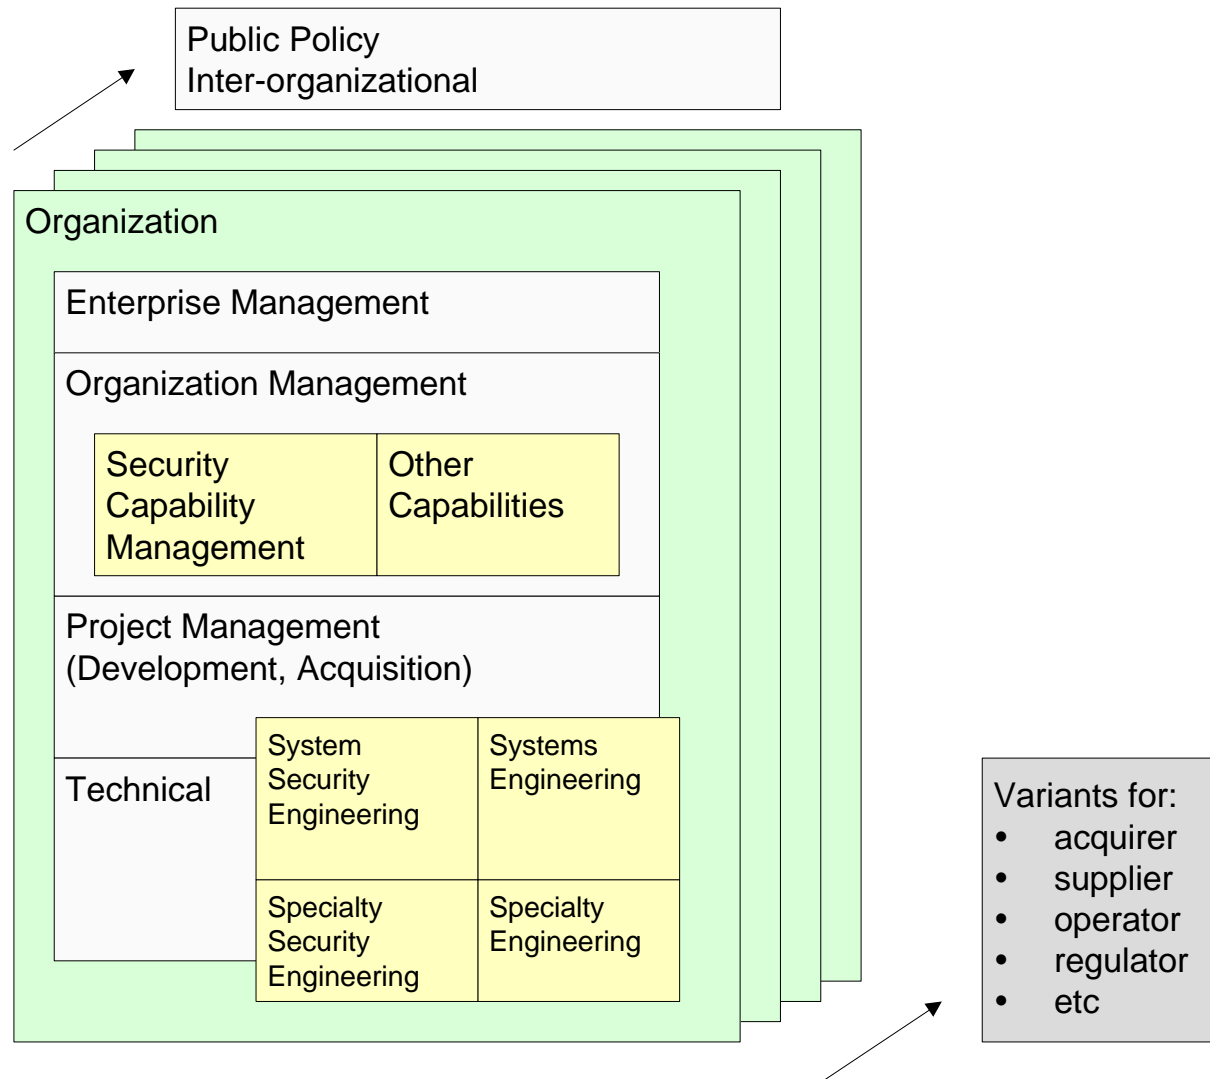 Public Policy
Inter-organizational
Organization
Enterprise Management
Organization Management
Security
Capability
Management
Other
Capabilities
Project Management
(Development, Acquisition)
Technical
System
Security
Engineering
Systems
Engineering
Specialty
Security
Engineering
Specialty
Engineering
Variants for:
• acquirer
• supplier
• operator
• regulator
• etc